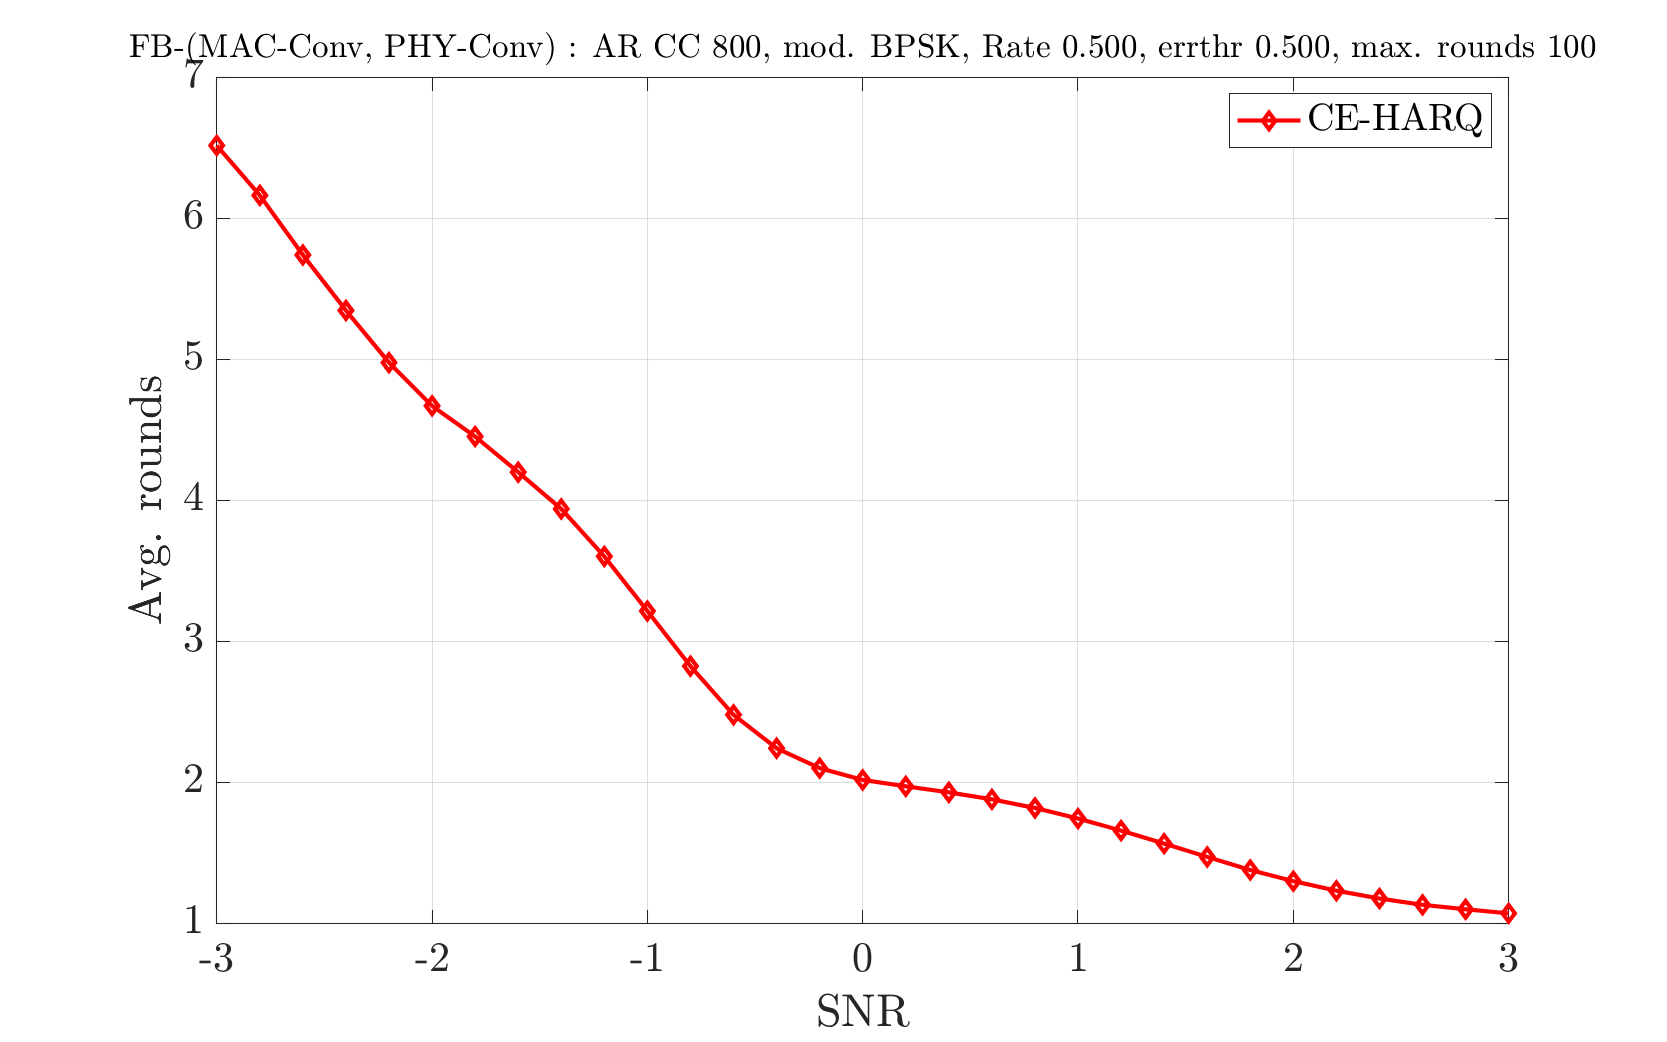 FB-(MAC-Conv, PHY-Conv) : AR CC 800, mod. BPSK, Rate 0.500, errthr 0.500, max. rounds 100
CE-HARQ
7
6
5
4
3
2
1
Avg. rounds
-3 -2 -1 0 1 2 3
SNR